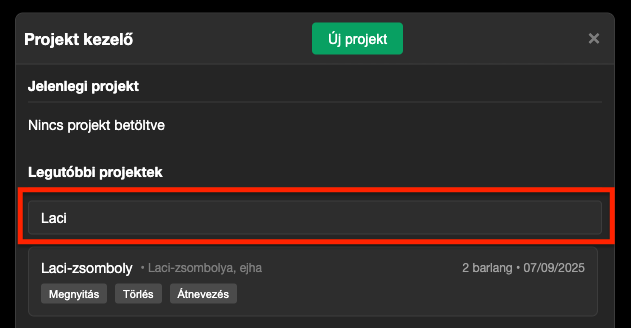 Projekt kezelő
Új projekt
×
Jelenlegi projekt
Nincs projekt betöltve
Legutóbbi projektek
Laci
Laci-zsomboly • Laci-zsombolya, ejha 2 barlang • 07/09/2025
Megnyitás Törlés Átnevezés